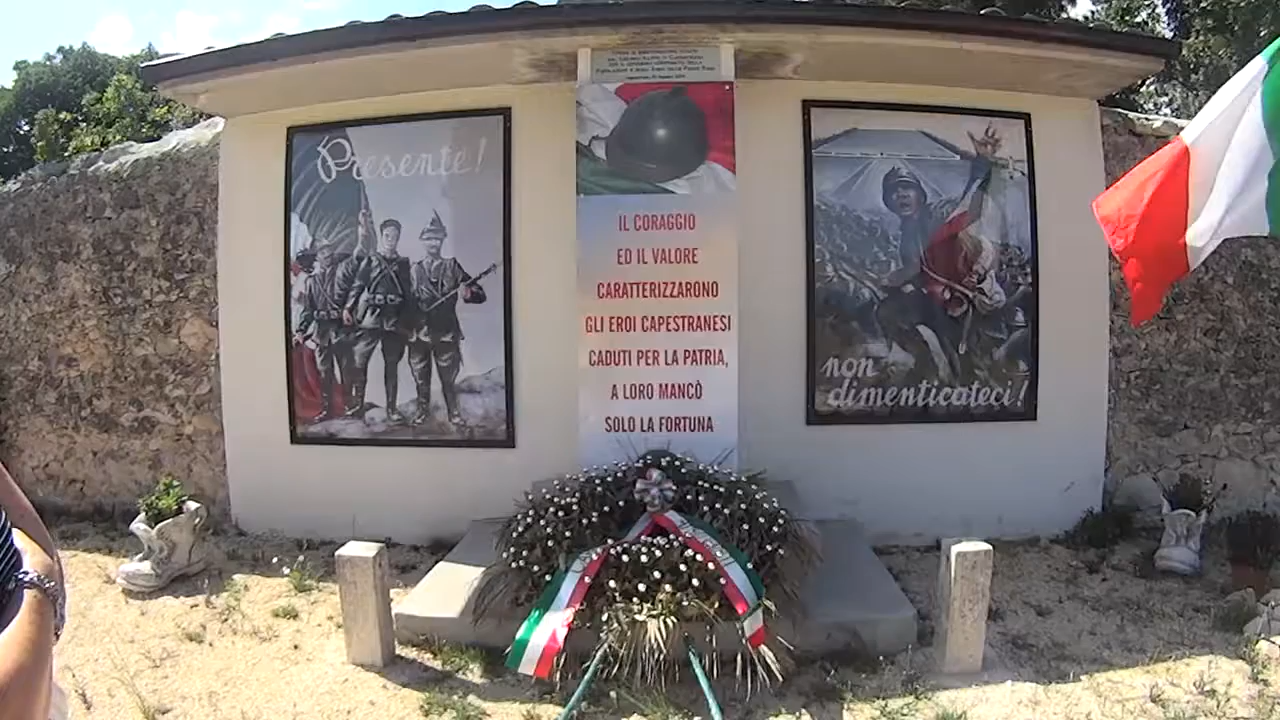 Presente!
IL CORAGGIO
ED IL VALORE
CARATTERIZZARONO
GLI EROI CAPESTRANESI
CADUTI PER LA PATRIA,
A LORO MANCÒ
SOLO LA FORTUNA
non
dimenticateci!